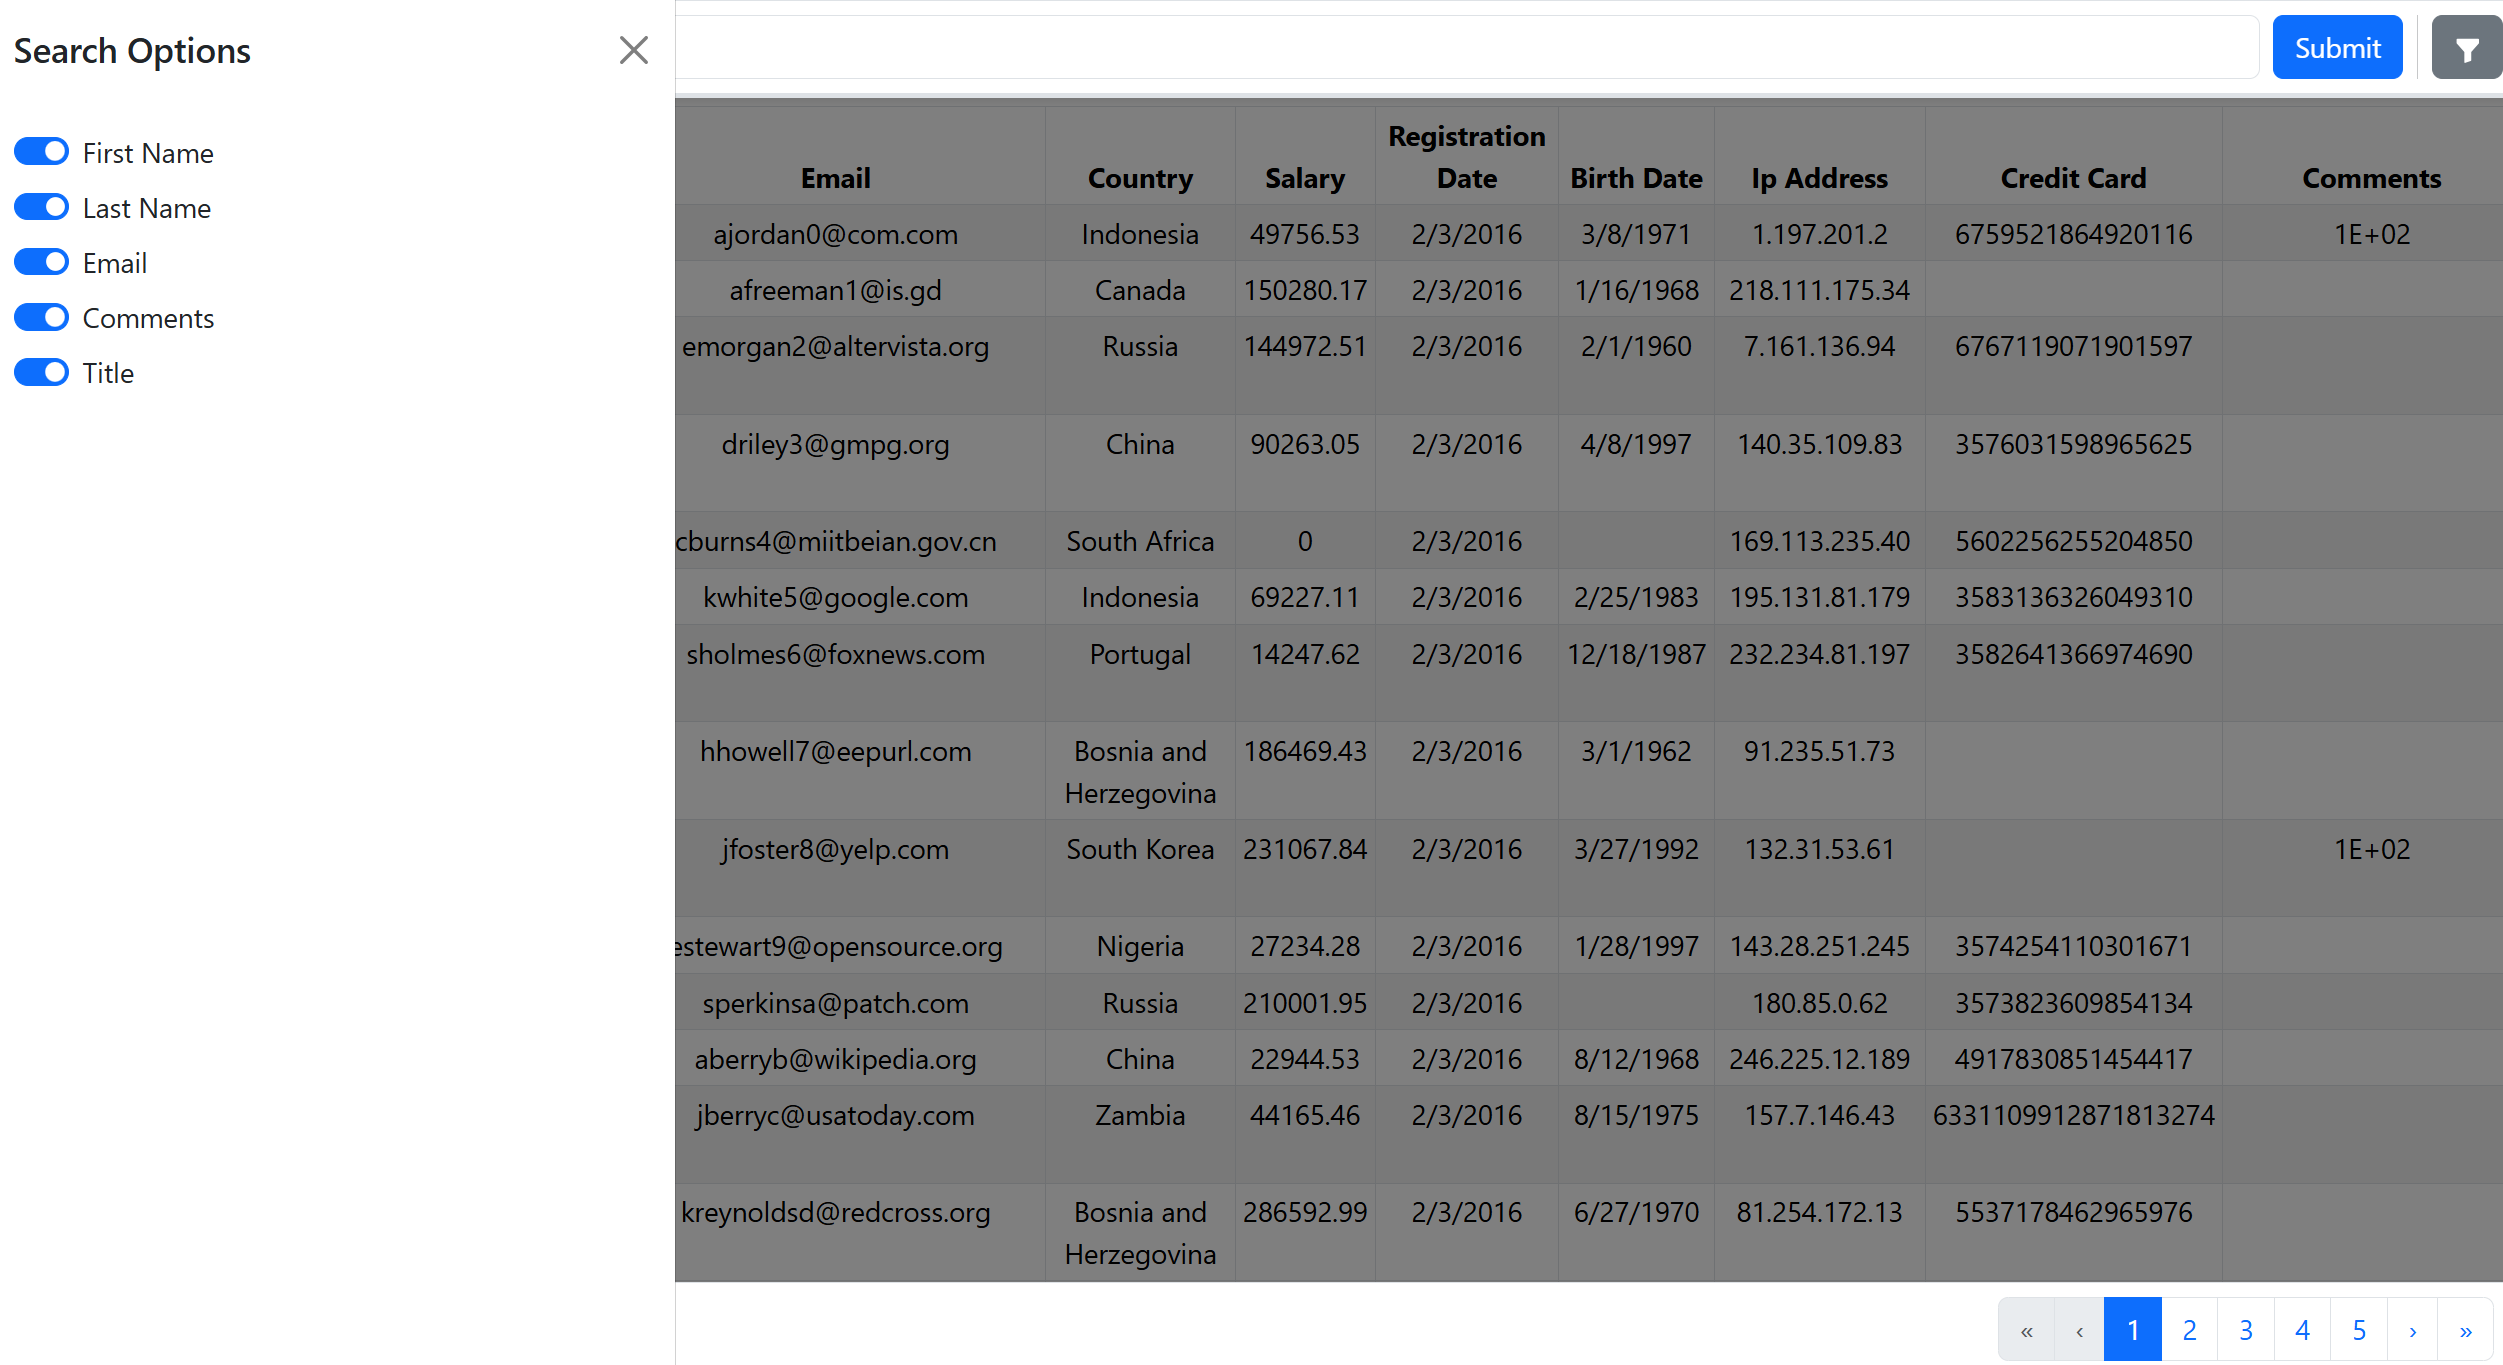 Search Options
First Name
Last Name
Email
Comments
Title
Submit
Email Country Salary Registration Date Birth Date Ip Address Credit Card Comments
ajordan0@com.com Indonesia 49756.53 2/3/2016 3/8/1971 1.197.201.2 6759521864920116 1E+02
afreeman1@is.gd Canada 150280.17 2/3/2016 1/16/1968 218.111.175.34
emorgan2@altervista.org Russia 144972.51 2/3/2016 2/1/1960 7.161.136.94 6767119071901597
driley3@gmpg.org China 90263.05 2/3/2016 4/8/1997 140.35.109.83 3576031598965625
cburns4@miitbeian.gov.cn South Africa 0 2/3/2016 169.113.235.40 5602256255204850
kwhite5@google.com Indonesia 69227.11 2/3/2016 2/25/1983 195.131.81.179 3583136326049310
sholmes6@foxnews.com Portugal 14247.62 2/3/2016 12/18/1987 232.234.81.197 3582641366974690
hhowell7@eepurl.com Bosnia and Herzegovina 186469.43 2/3/2016 3/1/1962 91.235.51.73
jfoster8@yelp.com South Korea 231067.84 2/3/2016 3/27/1992 132.31.53.61 1E+02
estewart9@opensource.org Nigeria 27234.28 2/3/2016 1/28/1997 143.28.251.245 3574254110301671
sperkinsa@patch.com Russia 210001.95 2/3/2016 180.85.0.62 3573823609854134
aberryb@wikipedia.org China 22944.53 2/3/2016 8/12/1968 246.225.12.189 4917830851454417
jberryc@usatoday.com Zambia 44165.46 2/3/2016 8/15/1975 157.7.146.43 6331109912871813274
kreynoldsd@redcross.org Bosnia and Herzegovina 286592.99 2/3/2016 6/27/1970 81.254.172.13 5537178462965976
« ‹ 1 2 3 4 5 › »